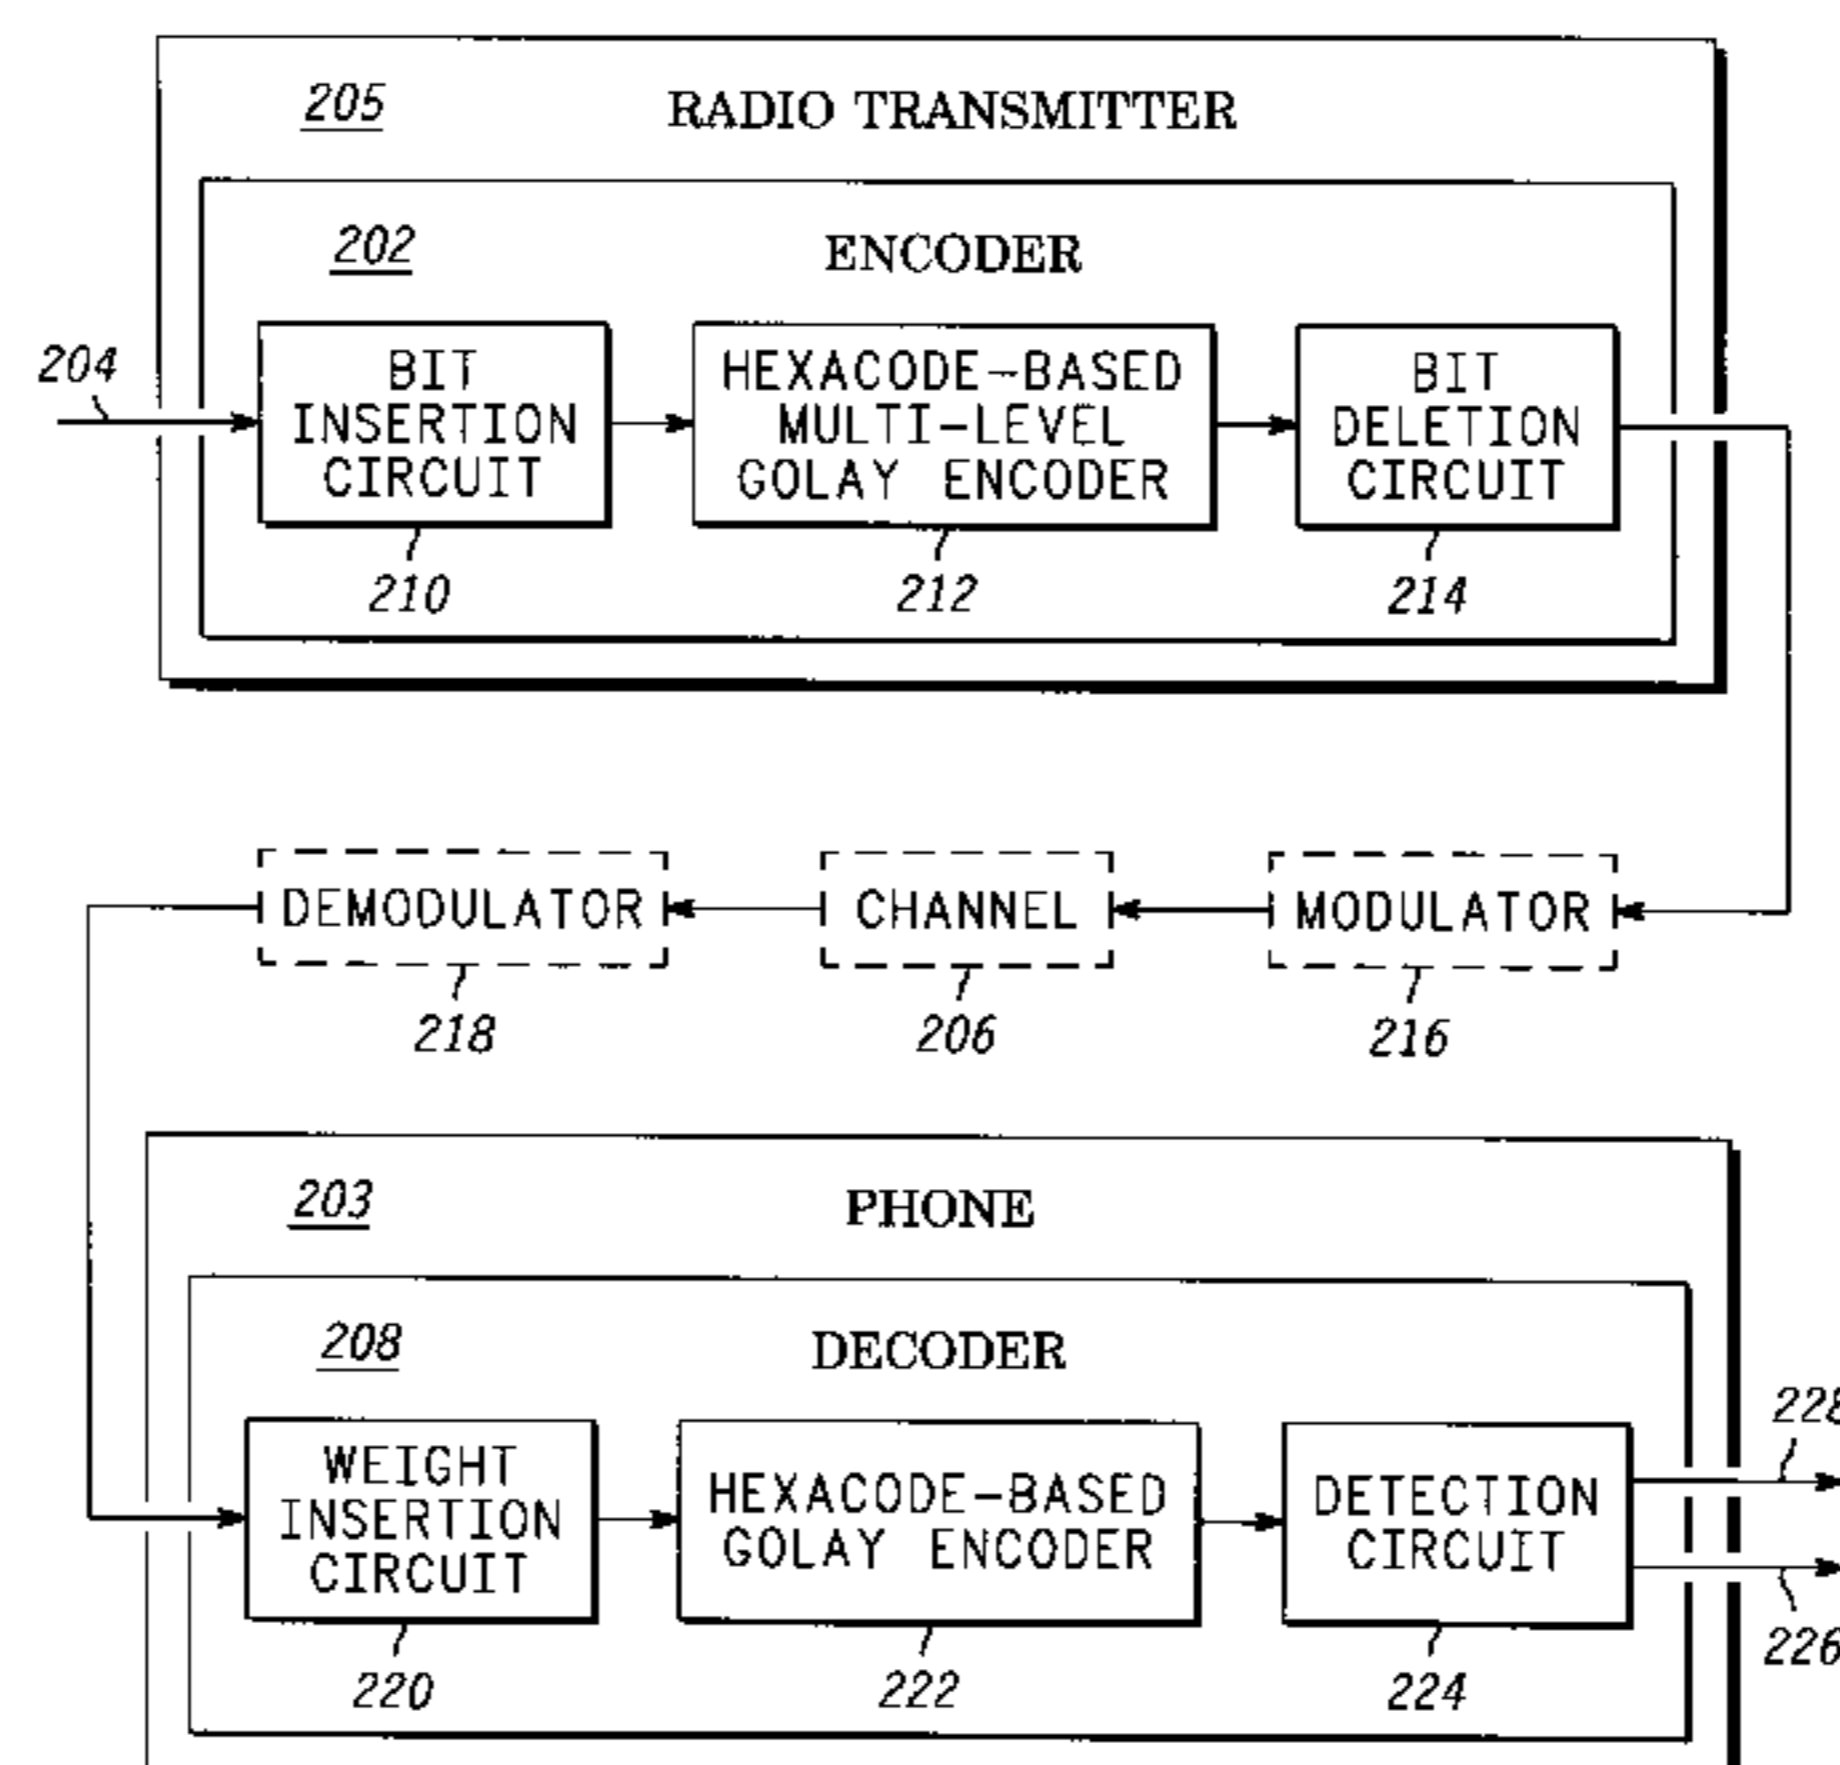 205
RADIO TRANSMITTER
202
ENCODER
204
BIT
INSERTION
CIRCUIT
HEXACODE-BASED
MULTI-LEVEL
GOLAY ENCODER
BIT
DELETION
CIRCUIT
210
212
214
DEMODULATOR
CHANNEL
MODULATOR
218
206
216
203
PHONE
208
DECODER
WEIGHT
INSERTION
CIRCUIT
HEXACODE-BASED
GOLAY ENCODER
DETECTION
CIRCUIT
228
226
220
222
224